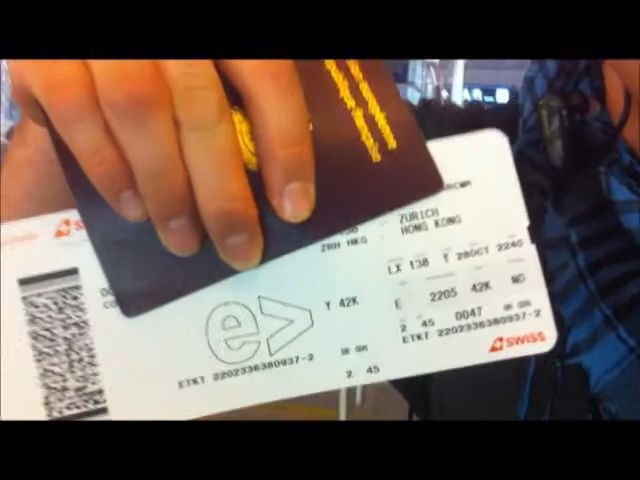 ZURICH
HONG KONG
ZRH HKG
LX 138 Y 28OCT 2240
Y 42K
E 2205 42K NO
2 45 0047
ETKT 2202336380937-2
SWISS
e>
ETKT 2202336380937-2
2 45